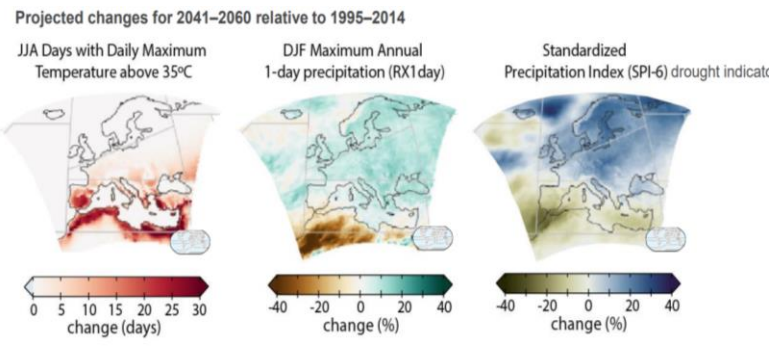 Projected changes for 2041–2060 relative to 1995–2014
JJA Days with Daily Maximum
Temperature above 35ºC
DJF Maximum Annual
1-day precipitation (RX1day)
Standardized
Precipitation Index (SPI-6) drought indicato
0 5 10 15 20 25 30
change (days)
-40 -20 0 20 40
change (%)
-40 -20 0 20 40
change (%)